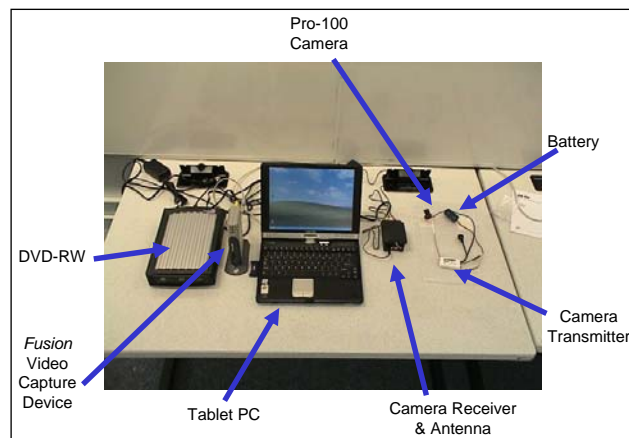 Pro-100
Camera
Battery
DVD-RW
Camera
Transmitter
Fusion
Video
Capture
Device
Tablet PC
Camera Receiver
& Antenna